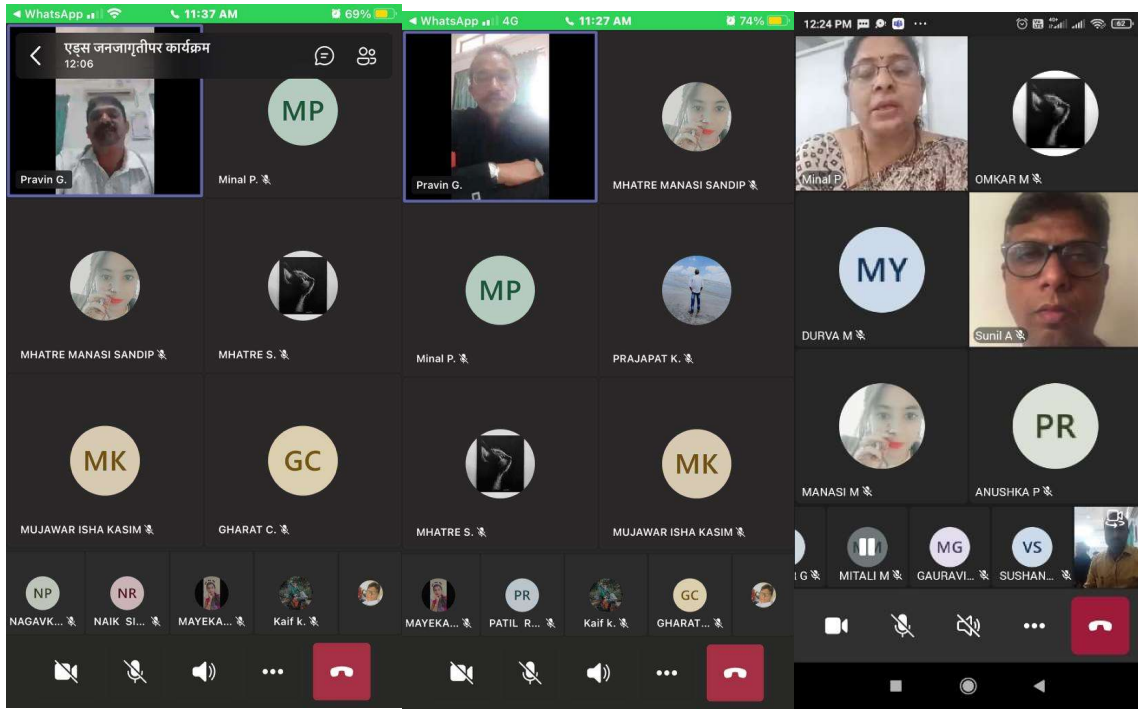 WhatsApp 11:37 AM 69%
एड्स जनजागृतीपर कार्यक्रम
12:06
MP
Pravin G.
Minal P.
MHATRE MANASI SANDIP
MHATRE S.
MK
GC
MUJAWAR ISHA KASIM
GHARAT C.
NP
NR
NAGAVK...
NAIK SI...
MAYEKA...
Kaif k.
WhatsApp 4G 11:27 AM 74%
Pravin G.
MHATRE MANASI SANDIP
MP
Minal P.
PRAJAPAT K.
MK
MHATRE S.
MUJAWAR ISHA KASIM
PR
GC
MAYEKA...
PATIL R...
Kaif k.
GHARAT...
12:24 PM ... 62
Minal P
OMKAR M
MY
DURVA M
Sunil A
PR
MANASI M
ANUSHKA P
MG
VS
G
MITALI M
GAURAVI...
SUSHAN...